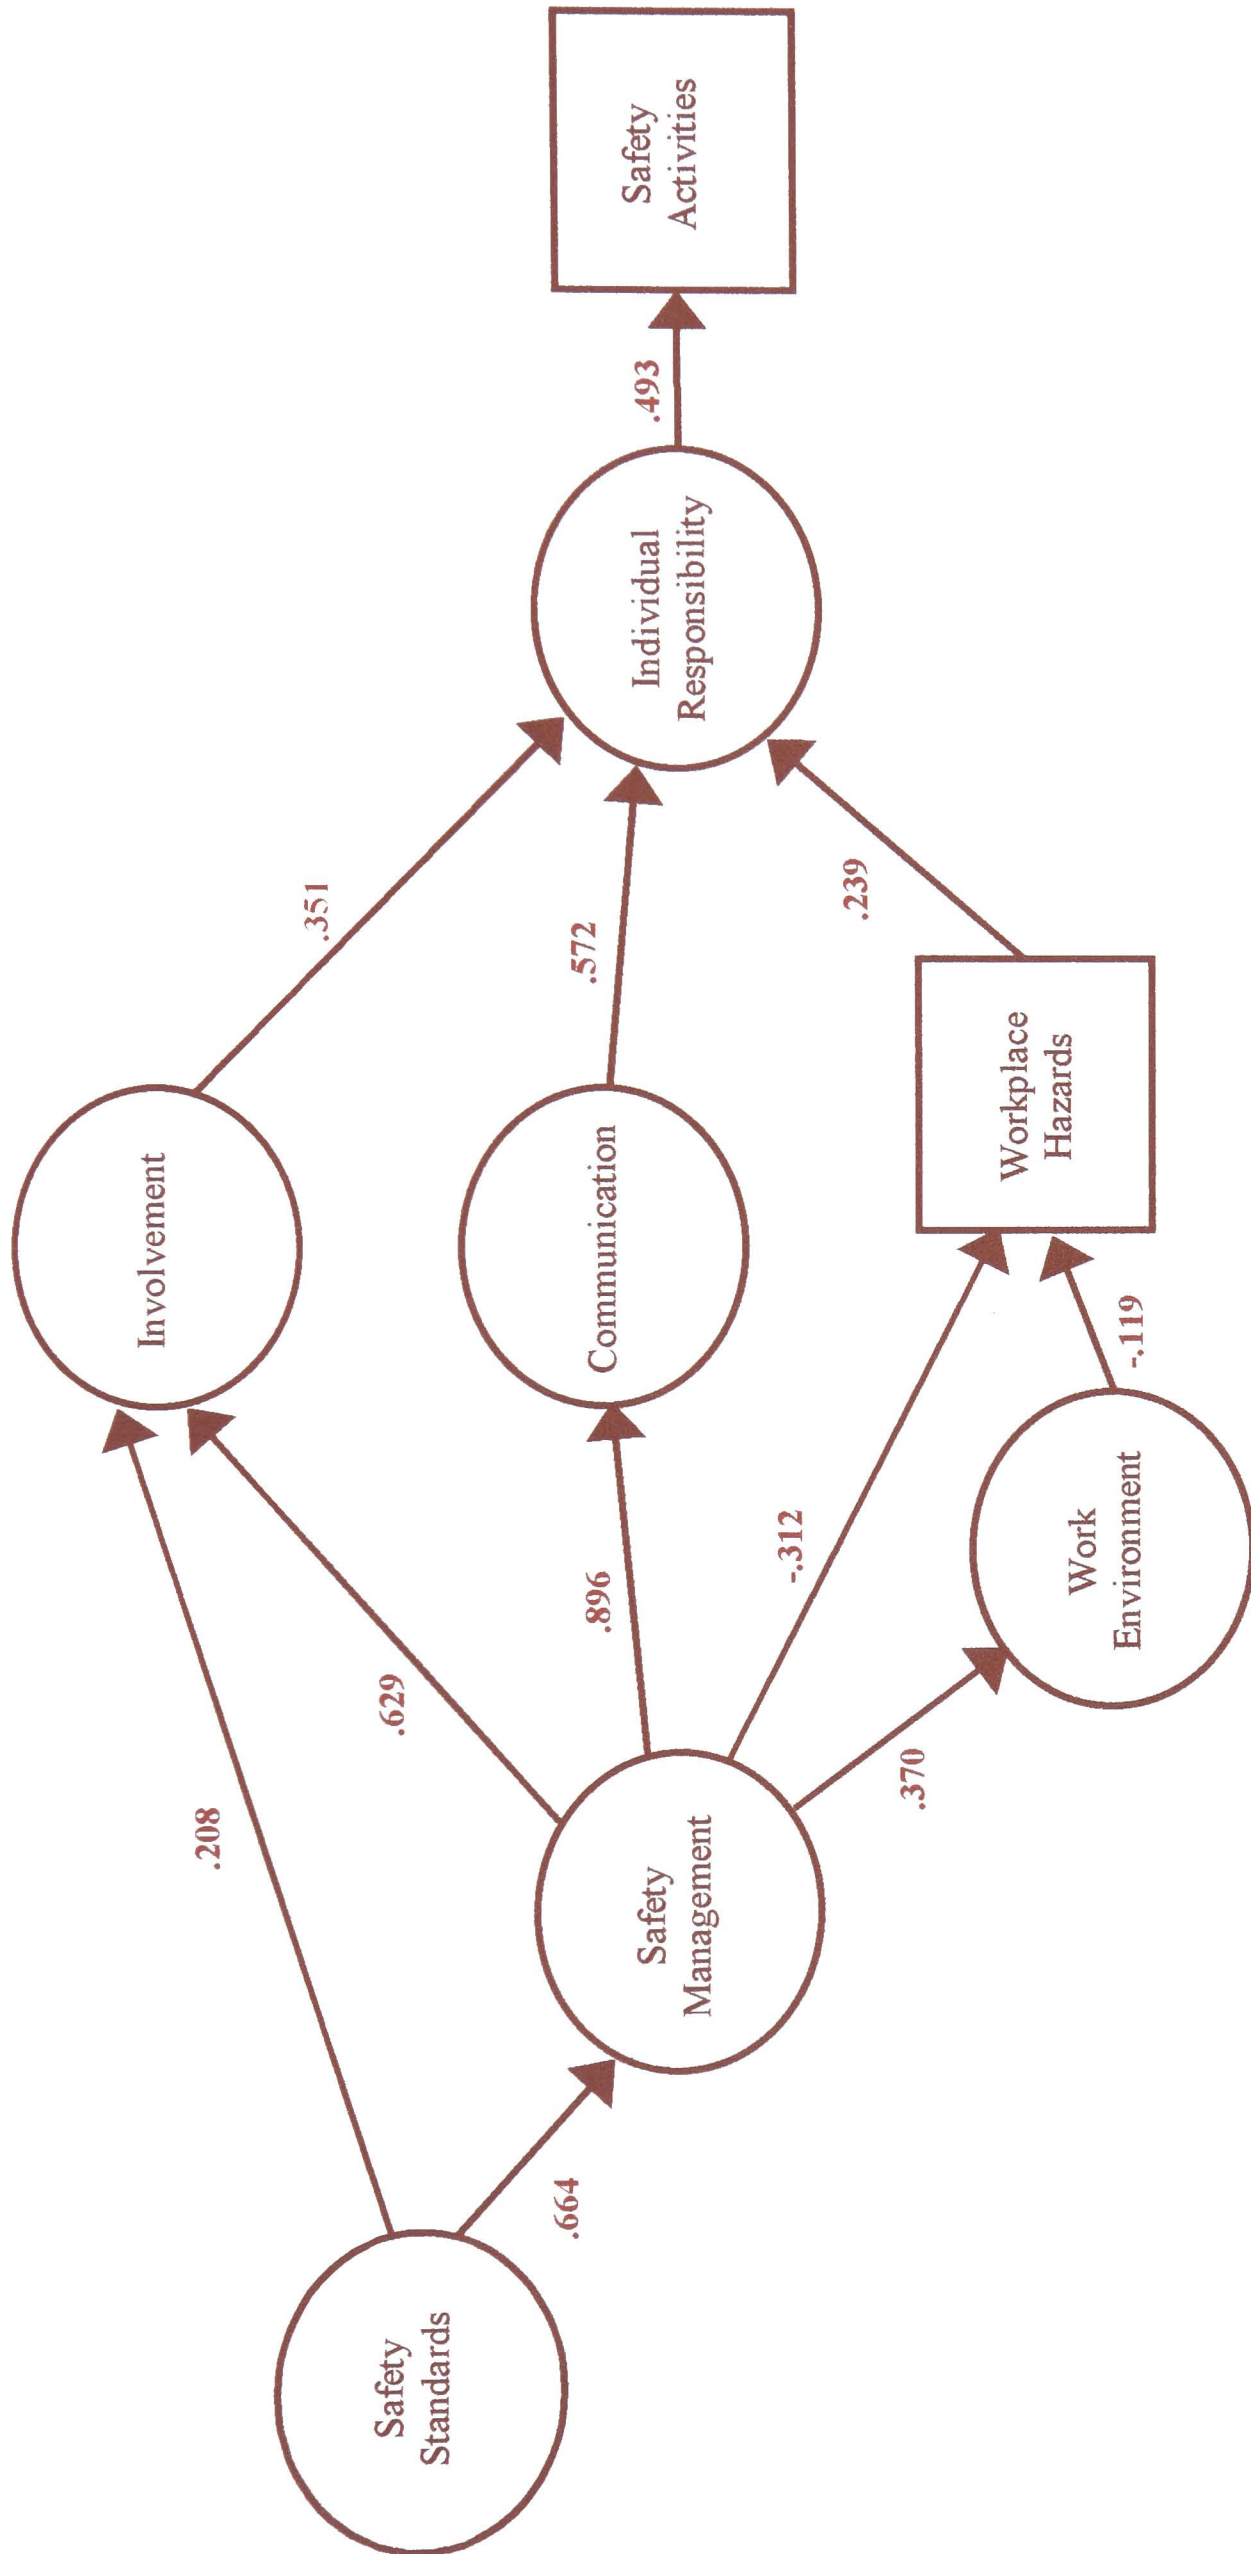 Safety
Standards
.208
.664
Safety
Management
.629
.896
-.312
.370
Involvement
Communication
Work
Environment
-.119
Workplace
Hazards
.351
.572
.239
Individual
Responsibility
.493
Safety
Activities